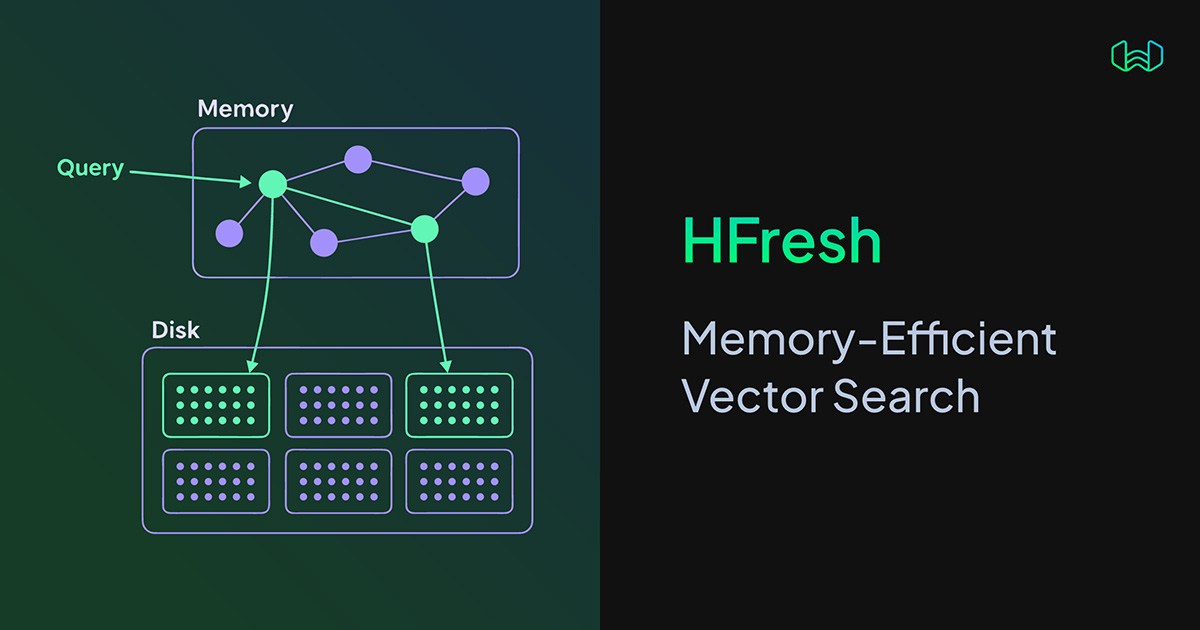 Memory
Query
Disk
HFresh
Memory-Efficient
Vector Search